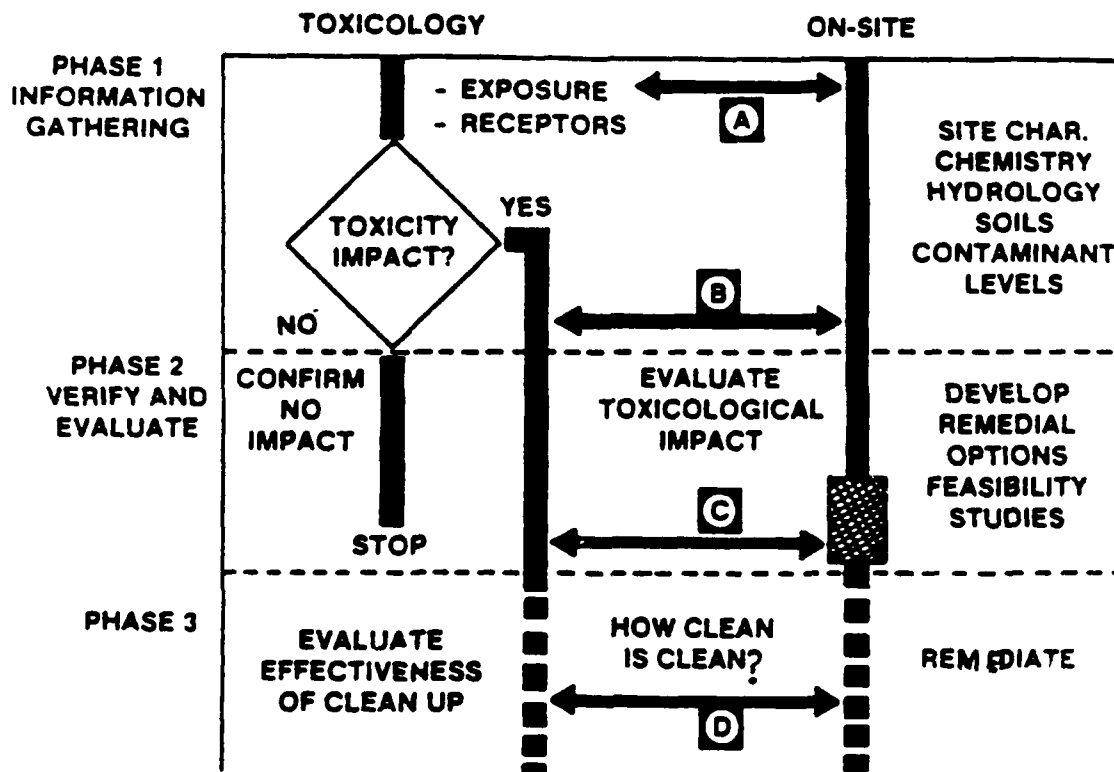 TOXICOLOGY
ON-SITE
PHASE 1
INFORMATION
GATHERING
- EXPOSURE
- RECEPTORS
A
SITE CHAR.
CHEMISTRY
HYDROLOGY
SOILS
CONTAMINANT
LEVELS
TOXICITY
IMPACT?
YES
B
NO
PHASE 2
VERIFY AND
EVALUATE
CONFIRM
NO
IMPACT
STOP
EVALUATE
TOXICOLOGICAL
IMPACT
C
DEVELOP
REMEDIAL
OPTIONS
FEASIBILITY
STUDIES
PHASE 3
EVALUATE
EFFECTIVENESS
OF CLEAN UP
HOW CLEAN
IS CLEAN?
D
REMEDIATE